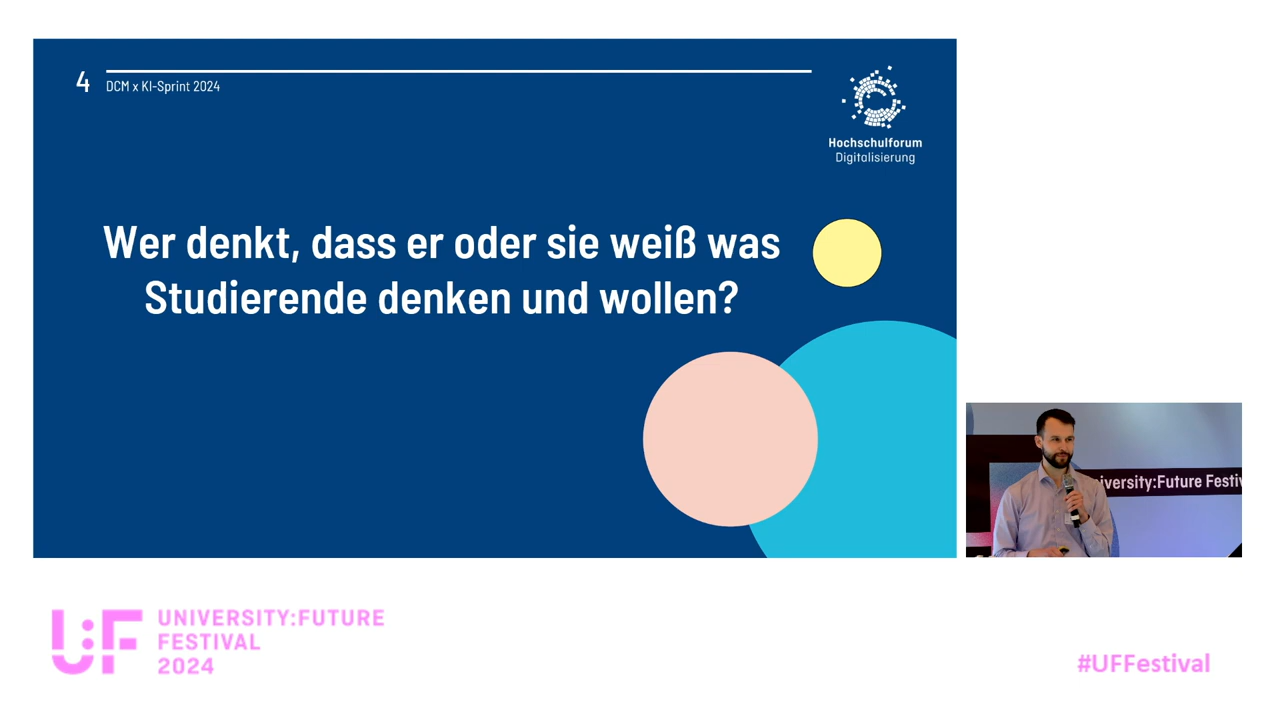 4
DCM x KI-Sprint 2024
Hochschulforum
Digitalisierung
Wer denkt, dass er oder sie weiß was
Studierende denken und wollen?
niversity:Future Festiv
U:F
UNIVERSITY:FUTURE
FESTIVAL
2024
#UFFestival